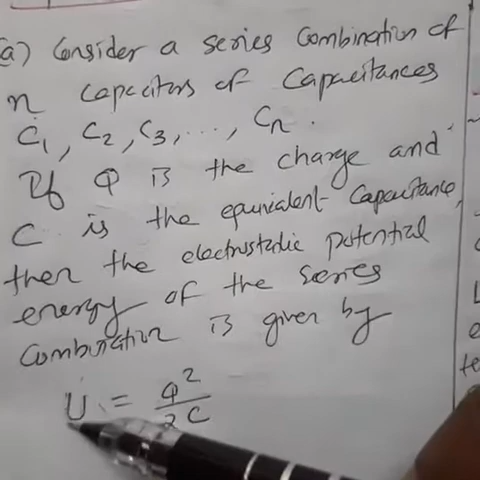 (a) Consider a series Combination of
n capacitors of Capacitances
C₁, C₂, C₃, ..., Cn.
If Q is the charge and
C is the equivalent Capacitance,
then the electrostatic potential
energy of the series
Combination is given by
U = Q²/2C